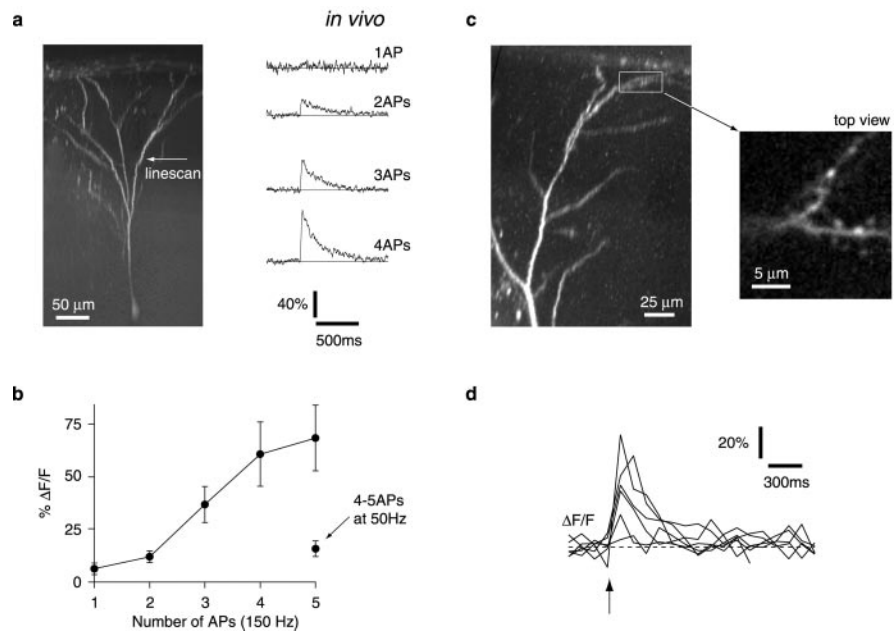 a
in vivo
1AP
2APs
linescan
3APs
4APs
50 μm
40%
500ms
c
top view
5 μm
25 μm
b
% ΔF/F
75
50
25
0
4-5APs
at 50Hz
1 2 3 4 5
Number of APs (150 Hz)
d
20%
300ms
ΔF/F